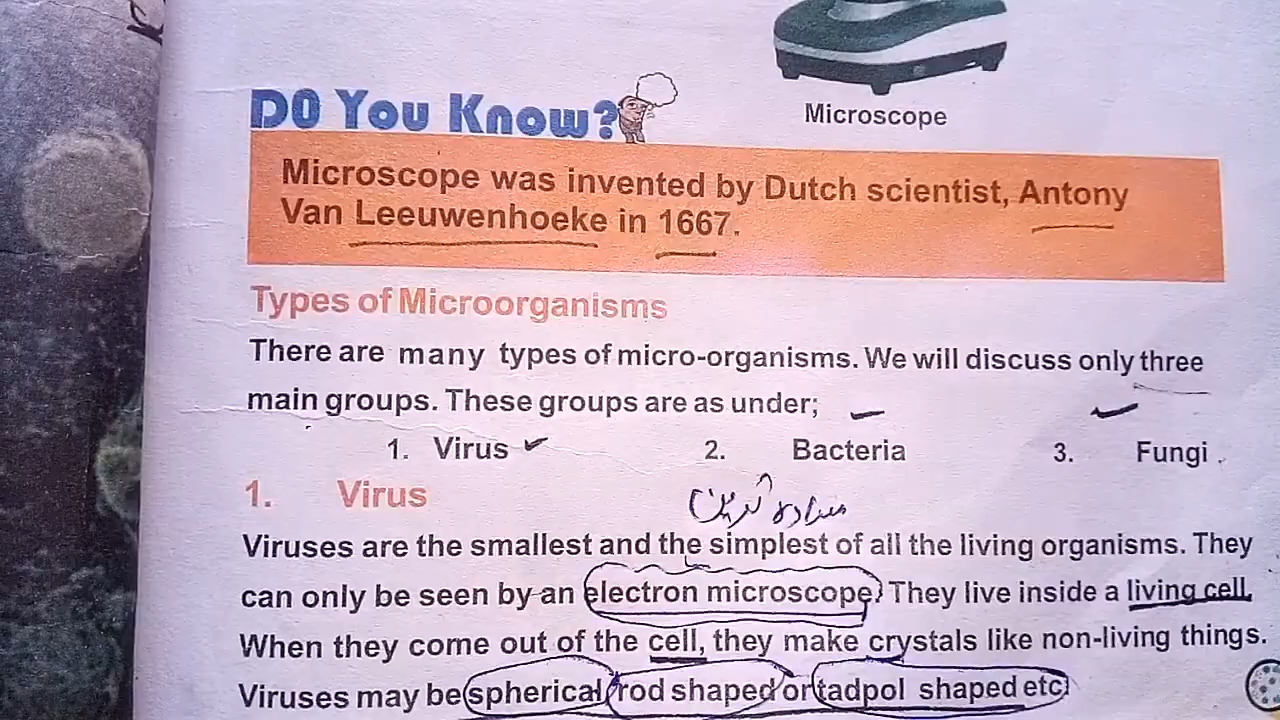 Microscope
DO You Know?
Microscope was invented by Dutch scientist, Antony
Van Leeuwenhoeke in 1667.
Types of Microorganisms
There are many types of micro-organisms. We will discuss only three
main groups. These groups are as under;
1. Virus 2. Bacteria 3. Fungi
1. Virus
سادہ ترین
Viruses are the smallest and the simplest of all the living organisms. They
can only be seen by an electron microscope. They live inside a living cell.
When they come out of the cell, they make crystals like non-living things.
Viruses may be spherical, rod shaped or tadpol shaped etc.